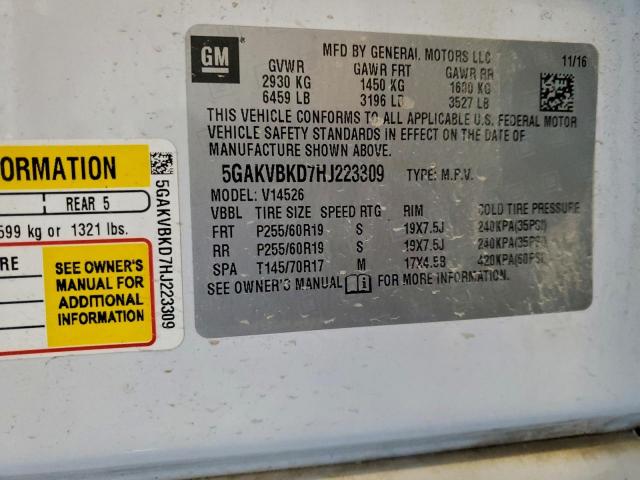 GM
MFD BY GENERAL MOTORS LLC
11/16
GVWR GAWR FRT GAWR RR
2930 KG 1450 KG 1600 KG
6459 LB 3196 LB 3527 LB
THIS VEHICLE CONFORMS TO ALL APPLICABLE U.S. FEDERAL MOTOR
VEHICLE SAFETY STANDARDS IN EFFECT ON THE DATE OF
MANUFACTURE SHOWN ABOVE.
5GAKVBKD7HJ223309 TYPE: M.P.V.
MODEL: V14526
VBBL TIRE SIZE SPEED RTG RIM COLD TIRE PRESSURE
FRT P255/60R19 S 19X7.5J 240KPA(35PSI)
RR P255/60R19 S 19X7.5J 240KPA(35PSI)
SPA T145/70R17 M 17X4.5B 420KPA(60PSI)
SEE OWNER'S MANUAL FOR MORE INFORMATION.
ORMATION
REAR 5
599 kg or 1321 lbs.
RE
SEE OWNER'S
MANUAL FOR
ADDITIONAL
INFORMATION
5GAKVBKD7HJ223309